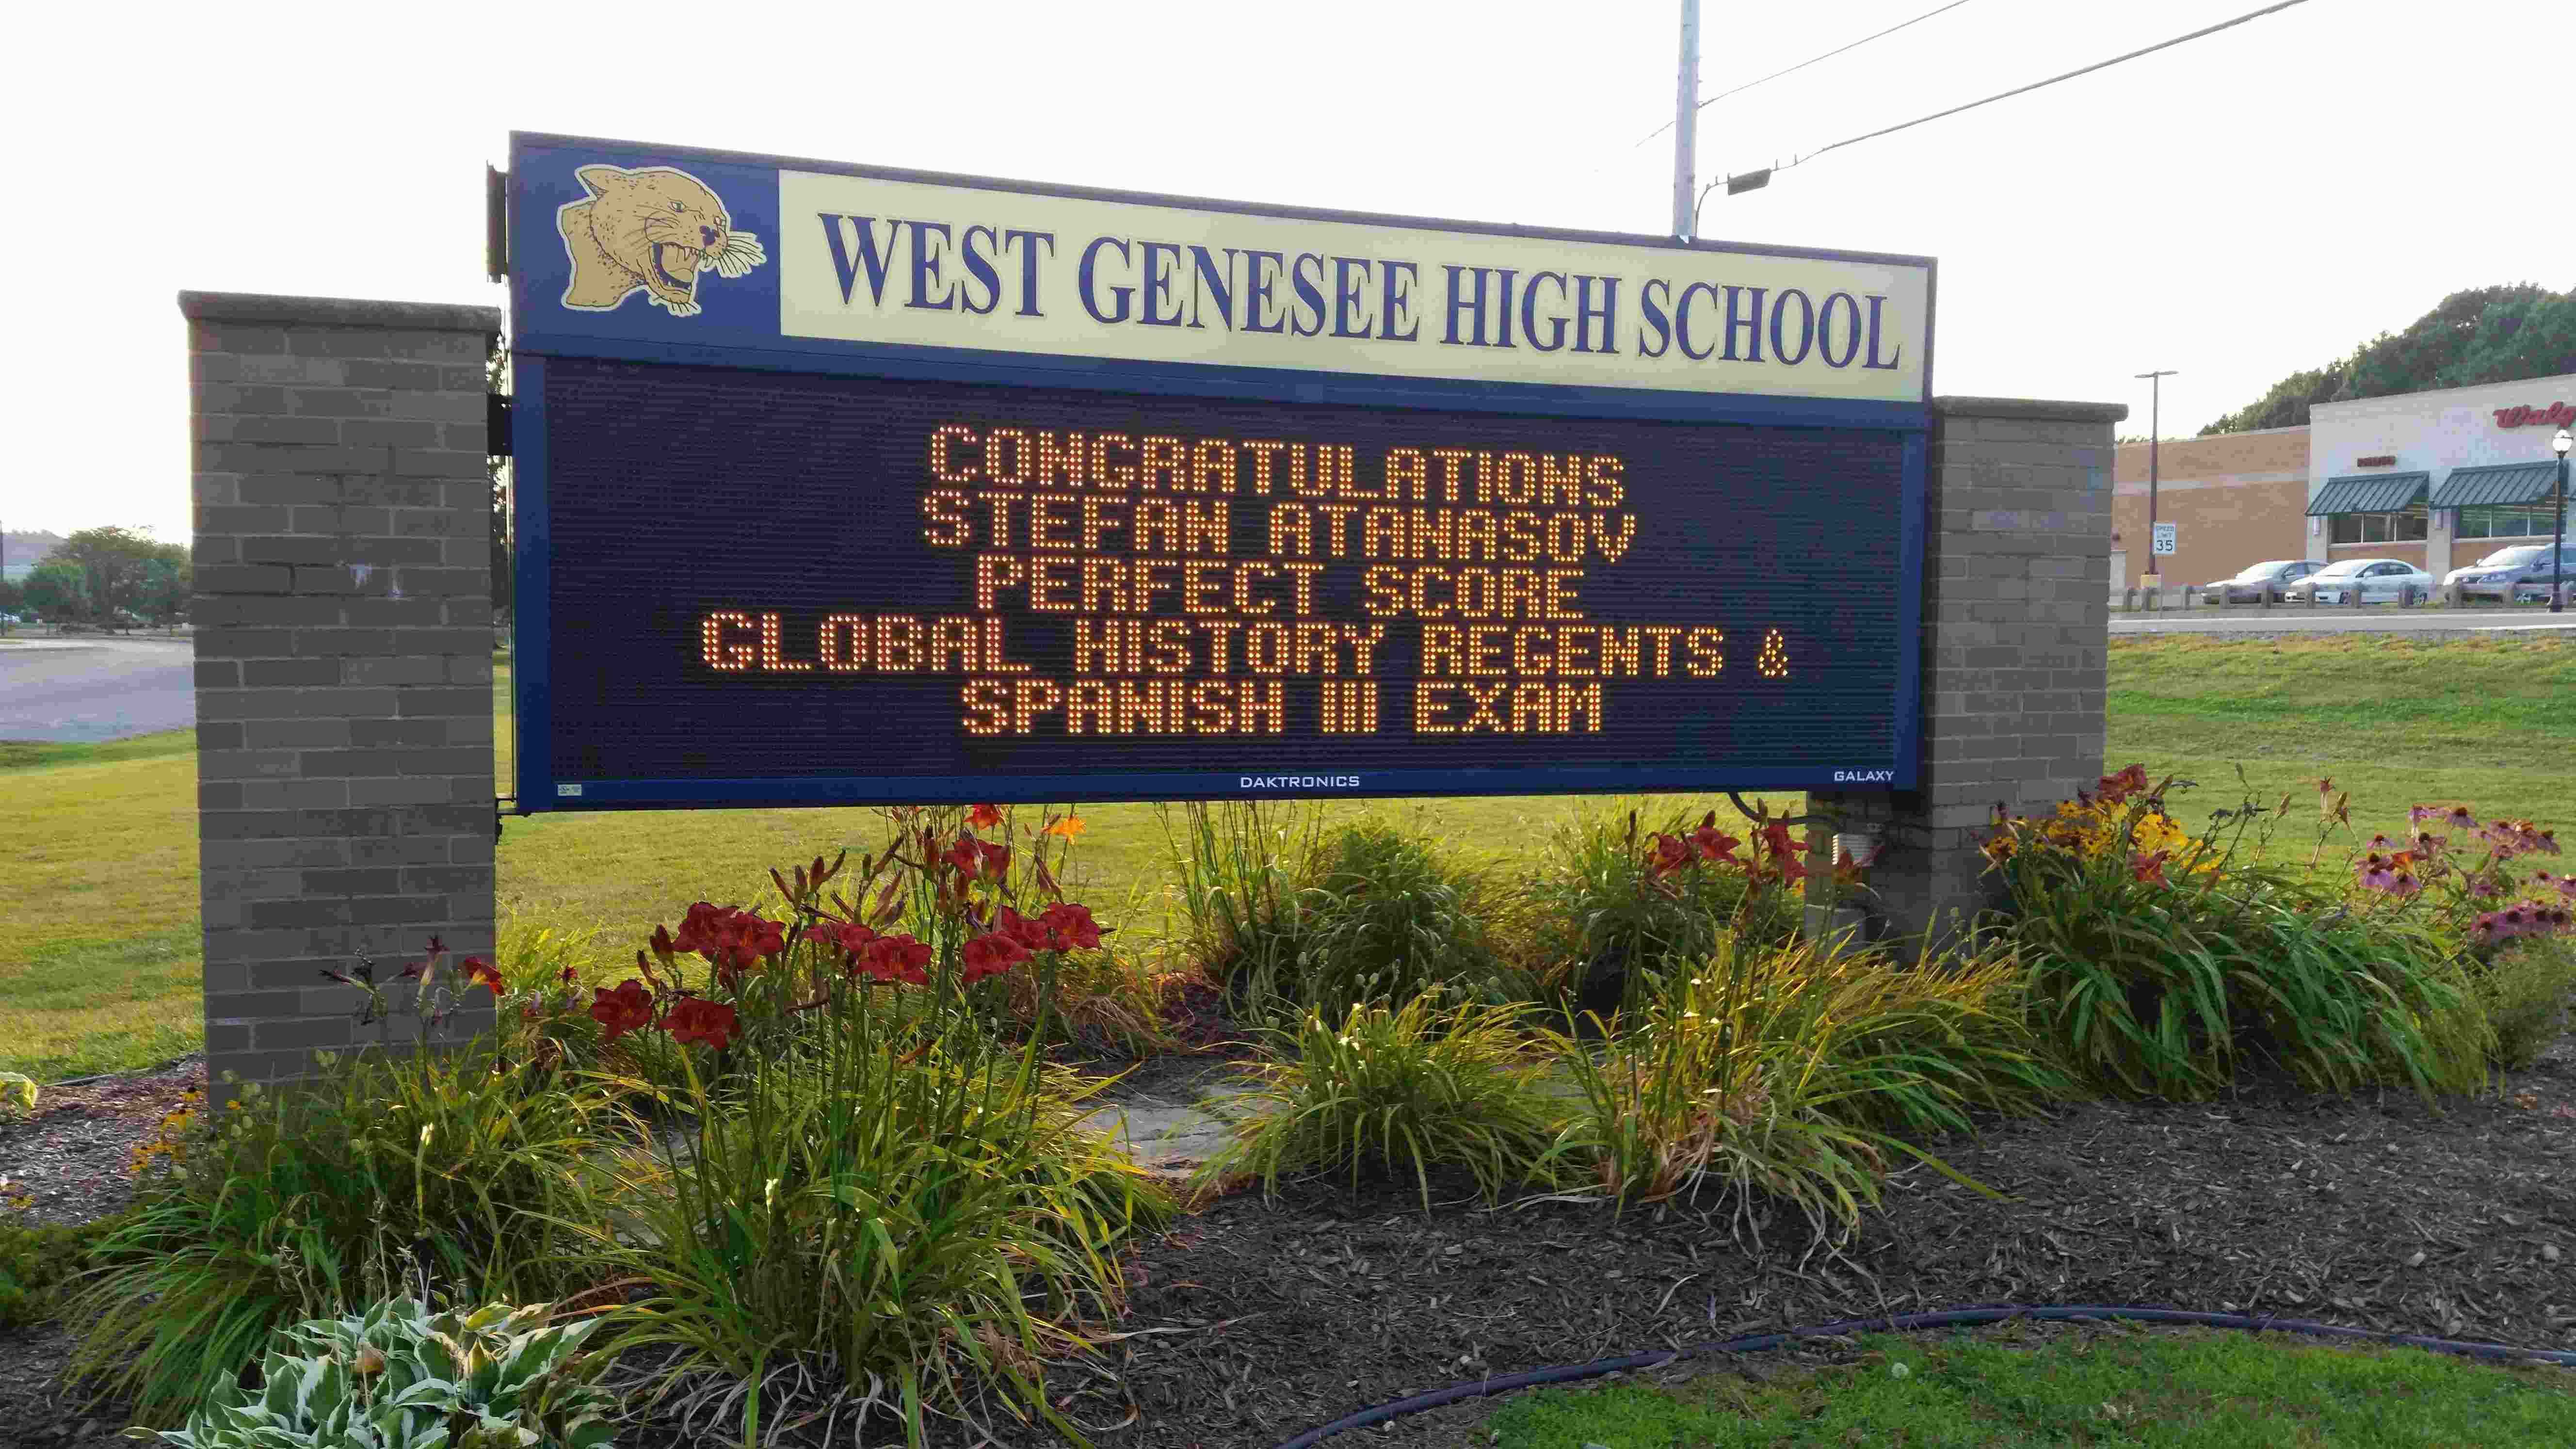 WEST GENESEE HIGH SCHOOL
CONGRATULATIONS
STEFAN ATANASOV
PERFECT SCORE
GLOBAL HISTORY REGENTS &
SPANISH III EXAM
DAKTRONICS
GALAXY
SPEED
LIMIT
35